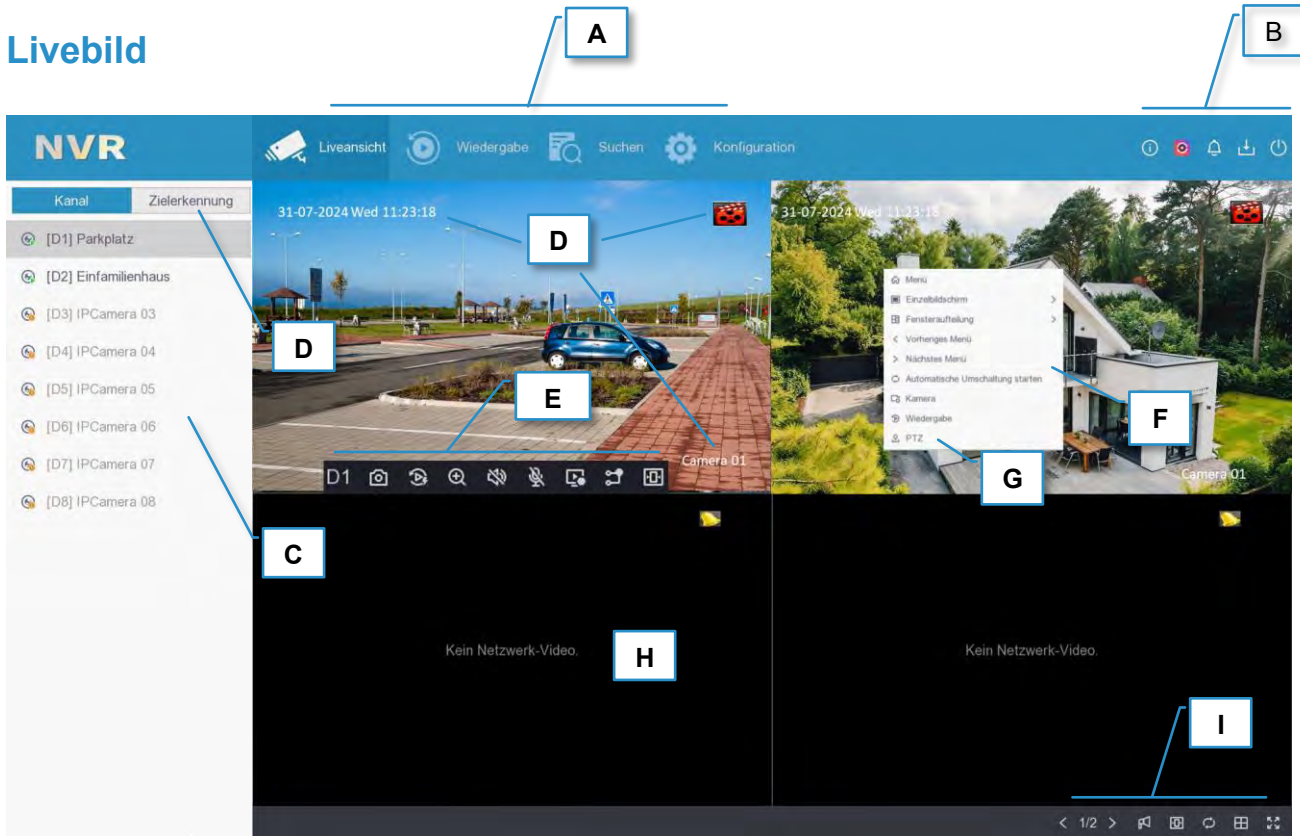 Livebild
A
B
NVR
Liveansicht
Wiedergabe
Suchen
Konfiguration
Kanal
Zielerkennung
[D1] Parkplatz
[D2] Einfamilienhaus
[D3] IPCamera 03
[D4] IPCamera 04
[D5] IPCamera 05
[D6] IPCamera 06
[D7] IPCamera 07
[D8] IPCamera 08
C
D
31-07-2024 Wed 11:23:18
D
E
Camera 01
D1
31-07-2024 Wed 11:23:18
Menü
Einzelbildschirm
Fensteraufteilung
Vorheriges Menü
Nächstes Menü
Automatische Umschaltung starten
Kamera
Wiedergabe
PTZ
F
G
Camera 01
Kein Netzwerk-Video.
H
Kein Netzwerk-Video.
I
< 1/2 >